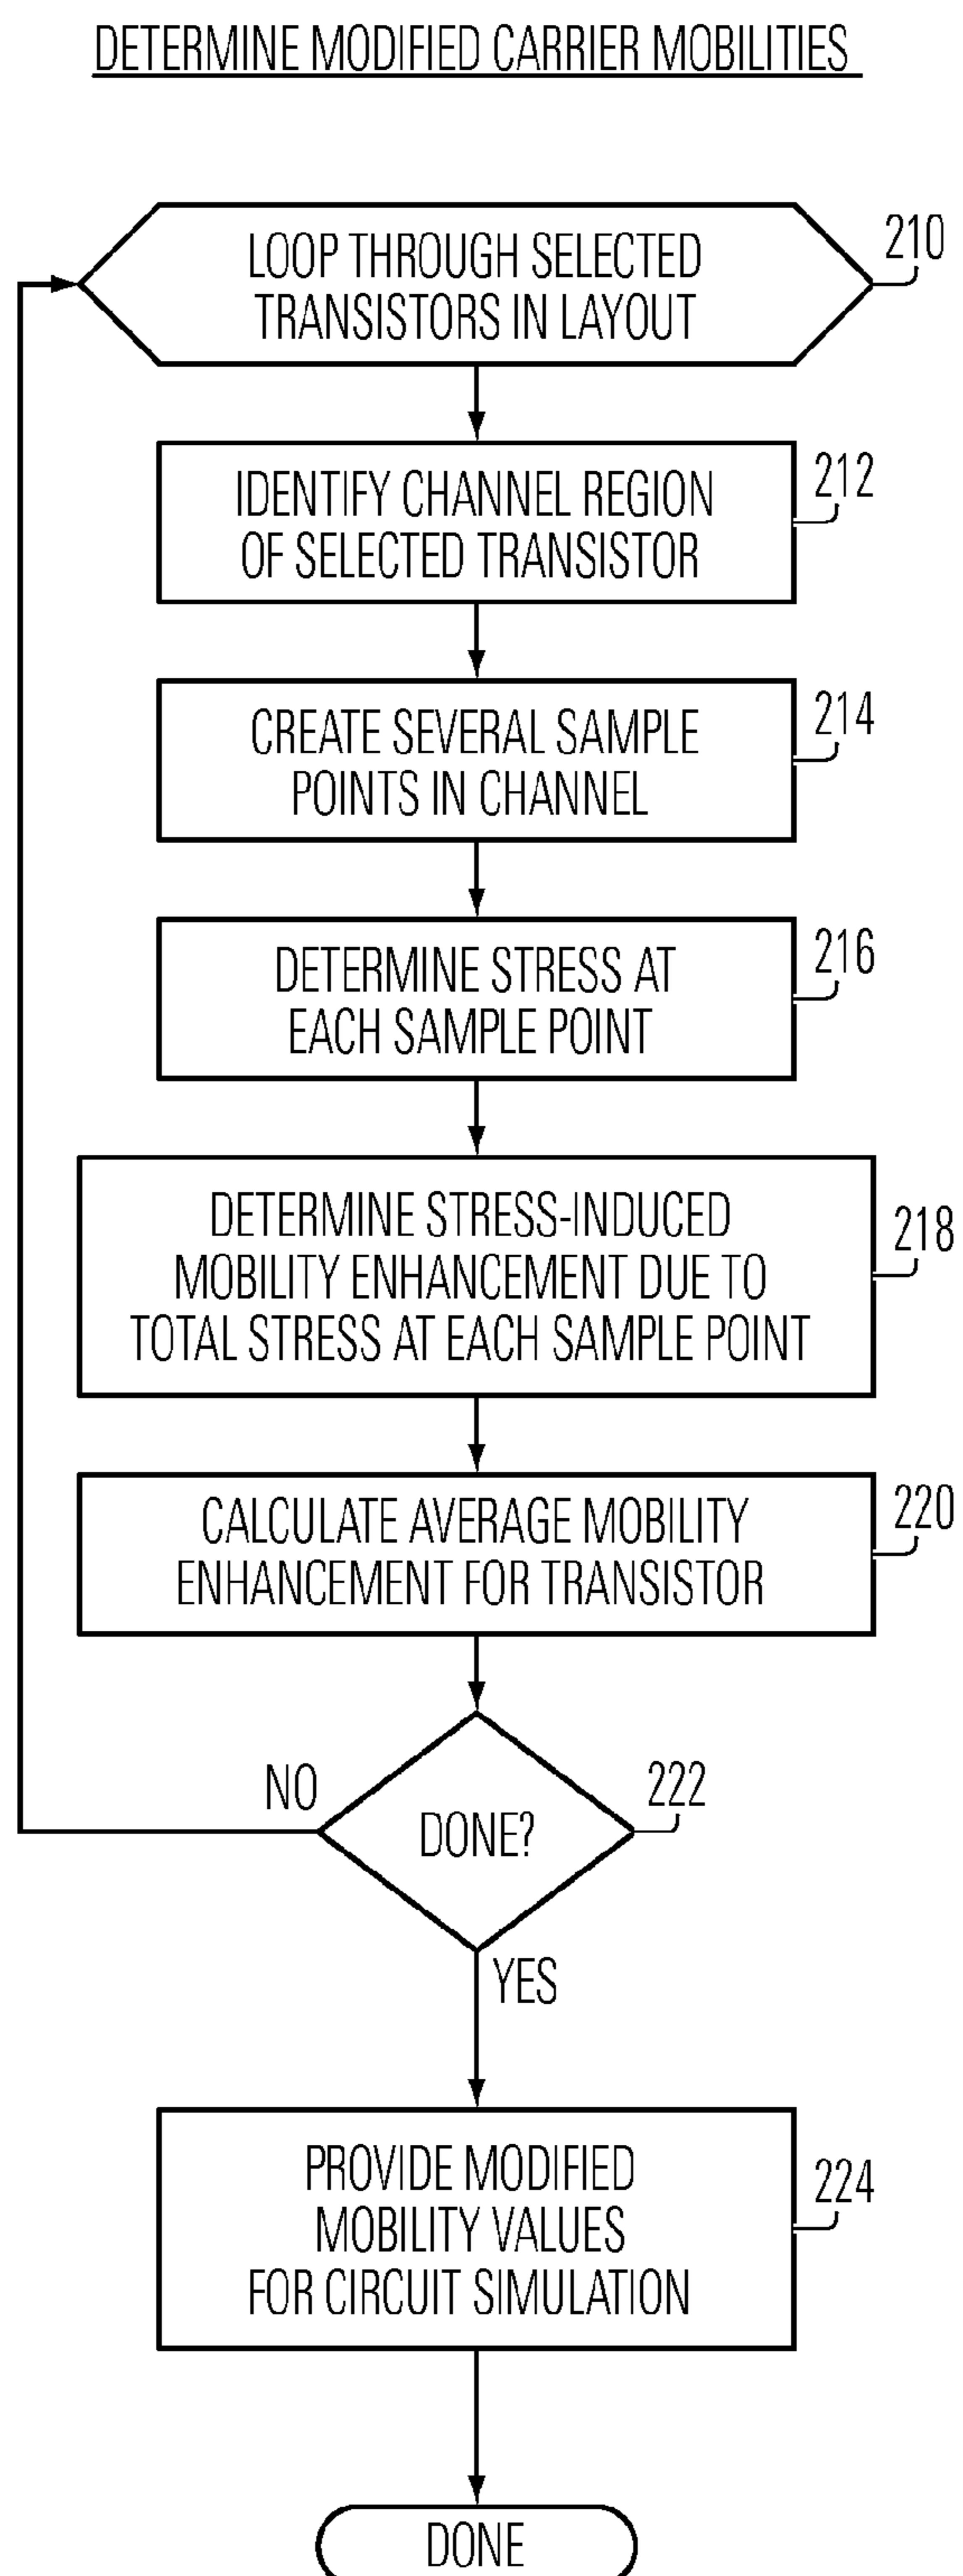 DETERMINE MODIFIED CARRIER MOBILITIES
LOOP THROUGH SELECTED
TRANSISTORS IN LAYOUT
210
IDENTIFY CHANNEL REGION
OF SELECTED TRANSISTOR
212
CREATE SEVERAL SAMPLE
POINTS IN CHANNEL
214
DETERMINE STRESS AT
EACH SAMPLE POINT
216
DETERMINE STRESS-INDUCED
MOBILITY ENHANCEMENT DUE TO
TOTAL STRESS AT EACH SAMPLE POINT
218
CALCULATE AVERAGE MOBILITY
ENHANCEMENT FOR TRANSISTOR
220
NO
DONE?
222
YES
PROVIDE MODIFIED
MOBILITY VALUES
FOR CIRCUIT SIMULATION
224
DONE